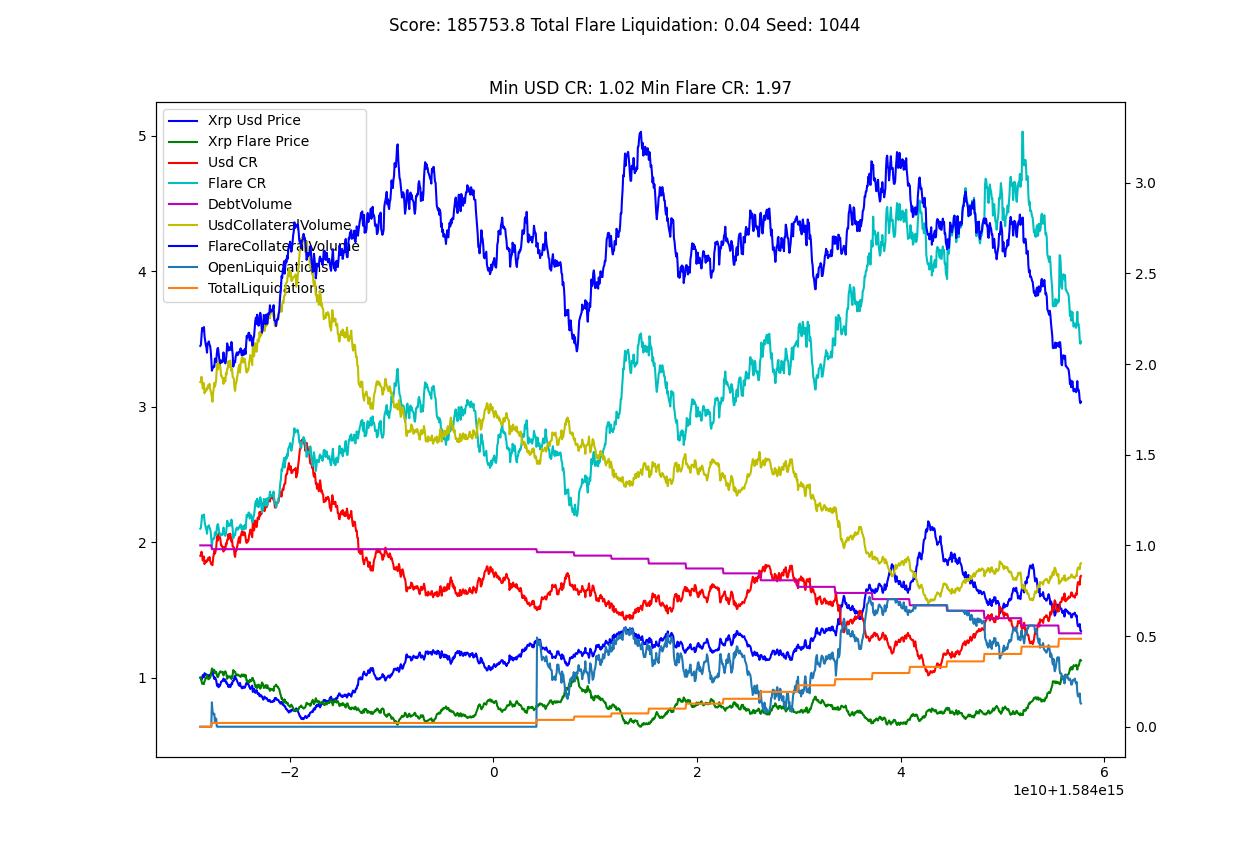 Score: 185753.8 Total Flare Liquidation: 0.04 Seed: 1044
Min USD CR: 1.02 Min Flare CR: 1.97
Xrp Usd Price
Xrp Flare Price
Usd CR
Flare CR
DebtVolume
UsdCollateralVolume
FlareCollateralVolume
OpenLiquidations
TotalLiquidations
5
4
3
2
1
3.0
2.5
2.0
1.5
1.0
0.5
0.0
−2
0
2
4
6
1e10+1.584e15